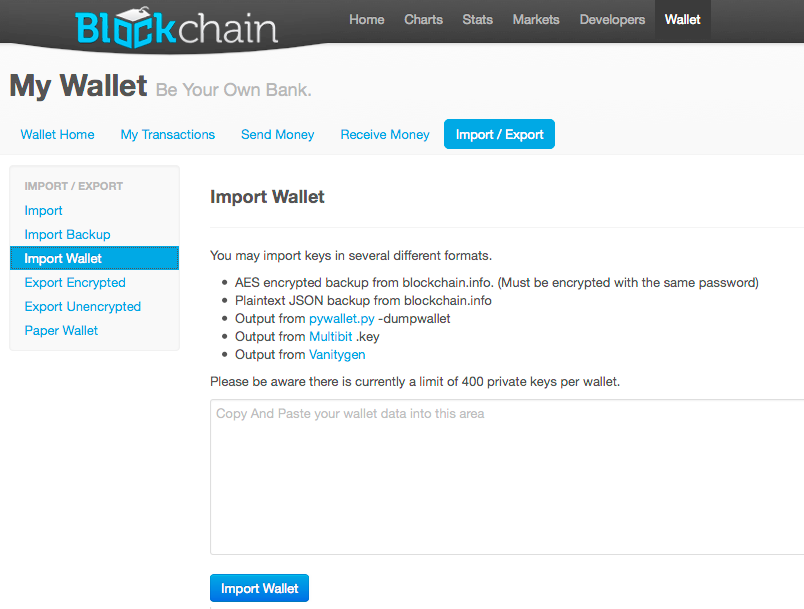 Blockchain
Home Charts Stats Markets Developers Wallet
My Wallet Be Your Own Bank.
Wallet Home My Transactions Send Money Receive Money Import / Export
IMPORT / EXPORT
Import
Import Backup
Import Wallet
Export Encrypted
Export Unencrypted
Paper Wallet
Import Wallet
You may import keys in several different formats.
AES encrypted backup from blockchain.info. (Must be encrypted with the same password)
Plaintext JSON backup from blockchain.info
Output from pywallet.py -dumpwallet
Output from Multibit .key
Output from Vanitygen
Please be aware there is currently a limit of 400 private keys per wallet.
Copy And Paste your wallet data into this area
Import Wallet